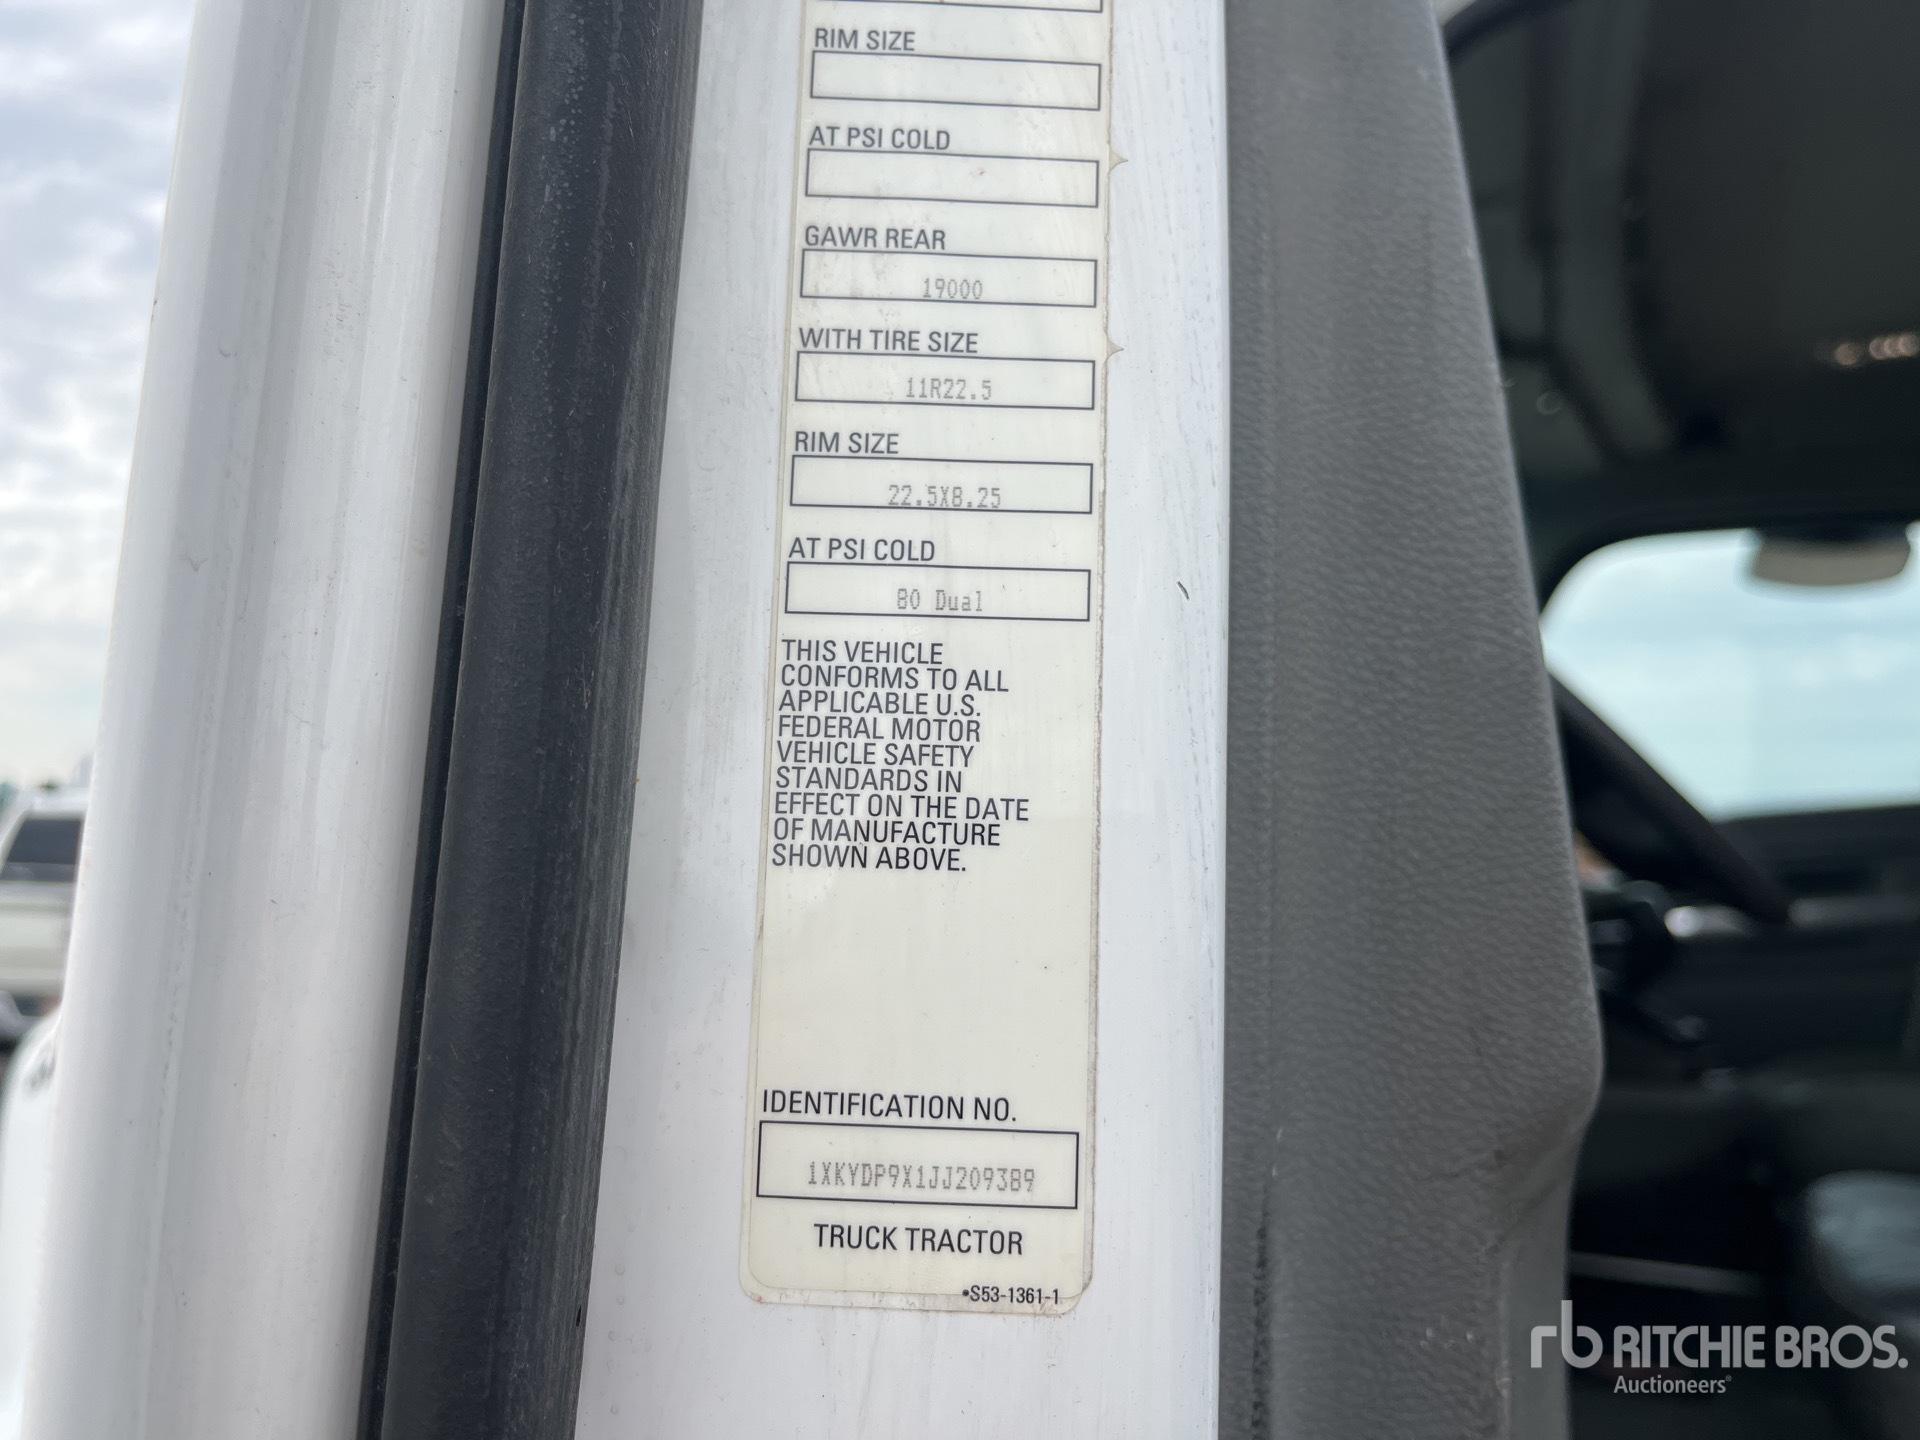 RIM SIZE
AT PSI COLD
GAWR REAR
19000
WITH TIRE SIZE
11R22.5
RIM SIZE
22.5X8.25
AT PSI COLD
80 Dual
THIS VEHICLE
CONFORMS TO ALL
APPLICABLE U.S.
FEDERAL MOTOR
VEHICLE SAFETY
STANDARDS IN
EFFECT ON THE DATE
OF MANUFACTURE
SHOWN ABOVE.
IDENTIFICATION NO.
1XKYDP9X1JJ209389
TRUCK TRACTOR
•S53-1361-1
rb RITCHIE BROS.
Auctioneers®